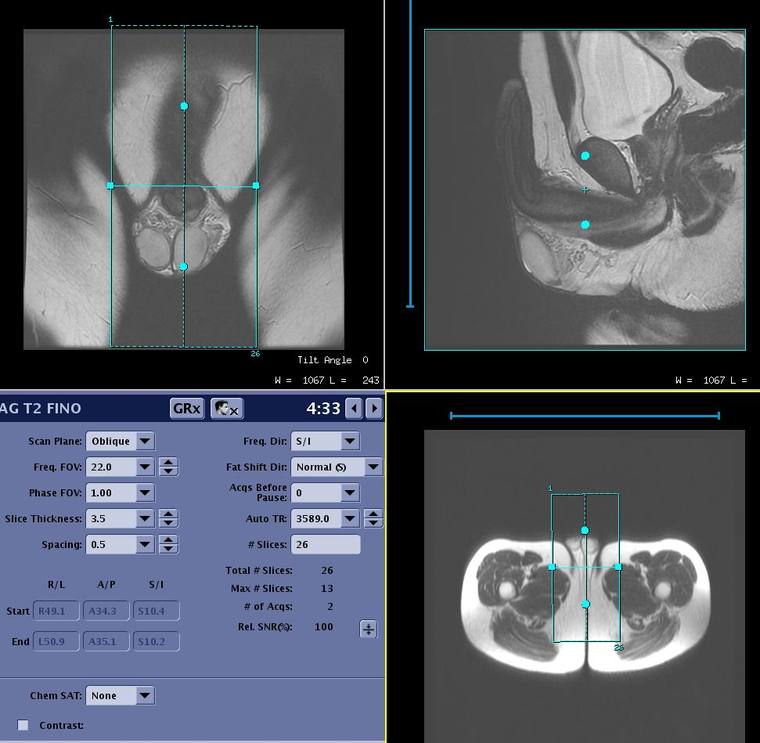 1
26
Tilt Angle 0
W = 1067 L = 243
W = 1067 L =
AG T2 FINO
GRx
4:33
Scan Plane: Oblique
Freq. Dir: S/I
Freq. FOV: 22.0
Fat Shift Dir: Normal (S)
Phase FOV: 1.00
Acqs Before Pause: 0
Slice Thickness: 3.5
Auto TR: 3589.0
Spacing: 0.5
# Slices: 26
Total # Slices: 26
Max # Slices: 13
# of Acqs: 2
Rel. SNR(%): 100
R/L A/P S/I
Start R49.1 A34.3 S10.4
End L50.9 A35.1 S10.2
Chem SAT: None
Contrast:
1
26